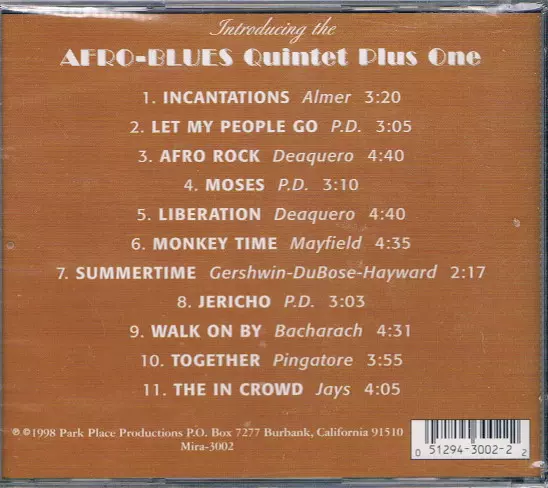 Introducing the
AFRO-BLUES Quintet Plus One
1. INCANTATIONS Almer 3:20
2. LET MY PEOPLE GO P.D. 3:05
3. AFRO ROCK Deaquero 4:40
4. MOSES P.D. 3:10
5. LIBERATION Deaquero 4:40
6. MONKEY TIME Mayfield 4:35
7. SUMMERTIME Gershwin-DuBose-Hayward 2:17
8. JERICHO P.D. 3:03
9. WALK ON BY Bacharach 4:31
10. TOGETHER Pingatore 3:55
11. THE IN CROWD Jays 4:05
℗ ©1998 Park Place Productions P.O. Box 7277 Burbank, California 91510
Mira-3002
0 51294-3002-2 2